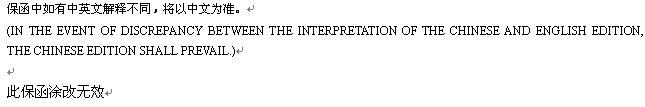 保函中如有中英文解释不同，将以中文为准。
(IN THE EVENT OF DISCREPANCY BETWEEN THE INTERPRETATION OF THE CHINESE AND ENGLISH EDITION,
THE CHINESE EDITION SHALL PREVAIL.)
此保函涂改无效